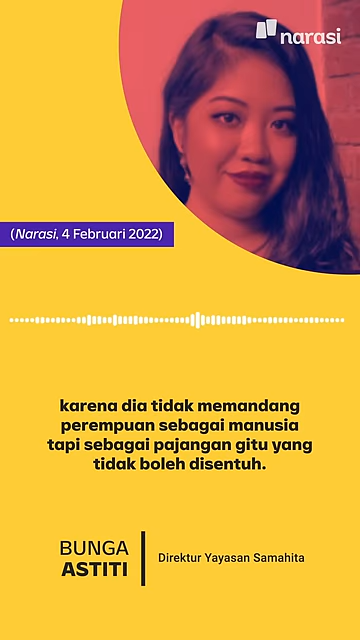 narasi
(Narasi, 4 Februari 2022)
karena dia tidak memandang
perempuan sebagai manusia
tapi sebagai pajangan gitu yang
tidak boleh disentuh.
BUNGA
ASTITI
Direktur Yayasan Samahita